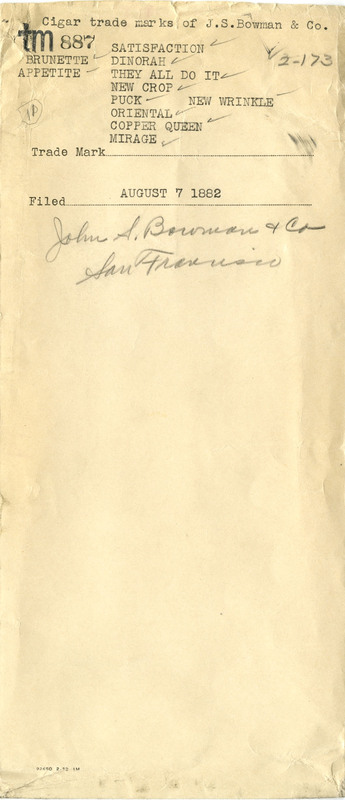 Cigar trade marks of J.S.Bowman & Co.
tm 887
SATISFACTION
2-173
BRUNETTE DINORAH
APPETITE THEY ALL DO IT
NEW CROP
PUCK NEW WRINKLE
ORIENTAL
COPPER QUEEN
MIRAGE
Trade Mark
Filed AUGUST 7 1882
John S. Bowman & Co
San Francisco